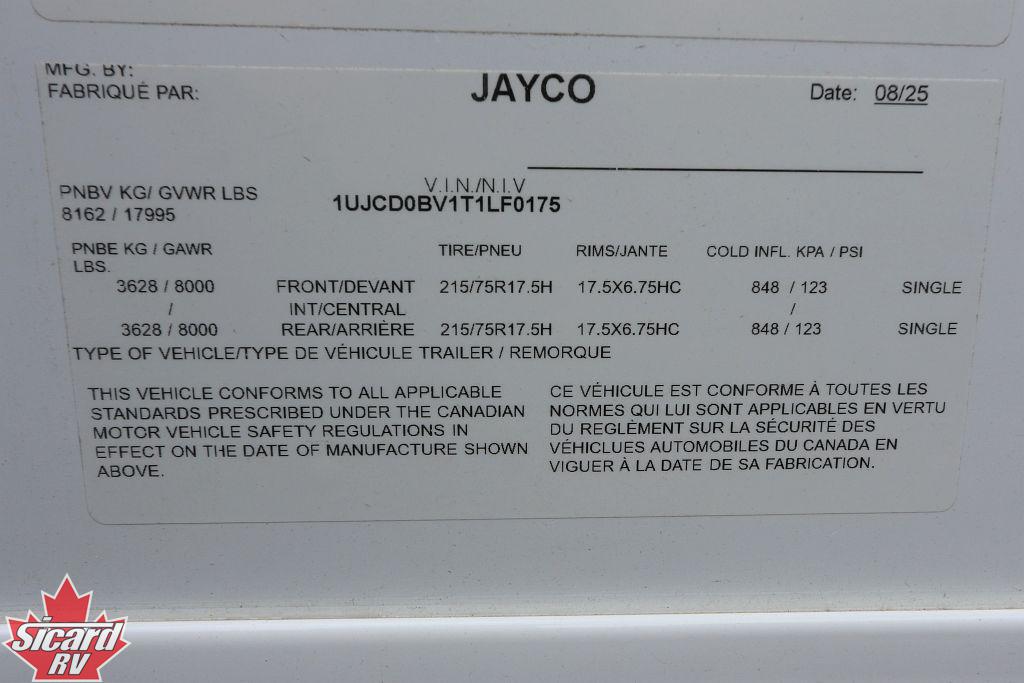 MFG. BY:
FABRIQUÉ PAR:
JAYCO
Date: 08/25
V.I.N./N.I.V
PNBV KG/ GVWR LBS
8162 / 17995
1UJCD0BV1T1LF0175
PNBE KG / GAWR
LBS.
TIRE/PNEU RIMS/JANTE COLD INFL. KPA / PSI
3628 / 8000 FRONT/DEVANT 215/75R17.5H 17.5X6.75HC 848 / 123 SINGLE
/ INT/CENTRAL /
3628 / 8000 REAR/ARRIÈRE 215/75R17.5H 17.5X6.75HC 848 / 123 SINGLE
TYPE OF VEHICLE/TYPE DE VÉHICULE TRAILER / REMORQUE
THIS VEHICLE CONFORMS TO ALL APPLICABLE
STANDARDS PRESCRIBED UNDER THE CANADIAN
MOTOR VEHICLE SAFETY REGULATIONS IN
EFFECT ON THE DATE OF MANUFACTURE SHOWN
ABOVE.
CE VÉHICULE EST CONFORME À TOUTES LES
NORMES QUI LUI SONT APPLICABLES EN VERTU
DU REGLÈMENT SUR LA SÉCURITÉ DES
VÉHICLUES AUTOMOBILES DU CANADA EN
VIGUER À LA DATE DE SA FABRICATION.
Sicard
RV